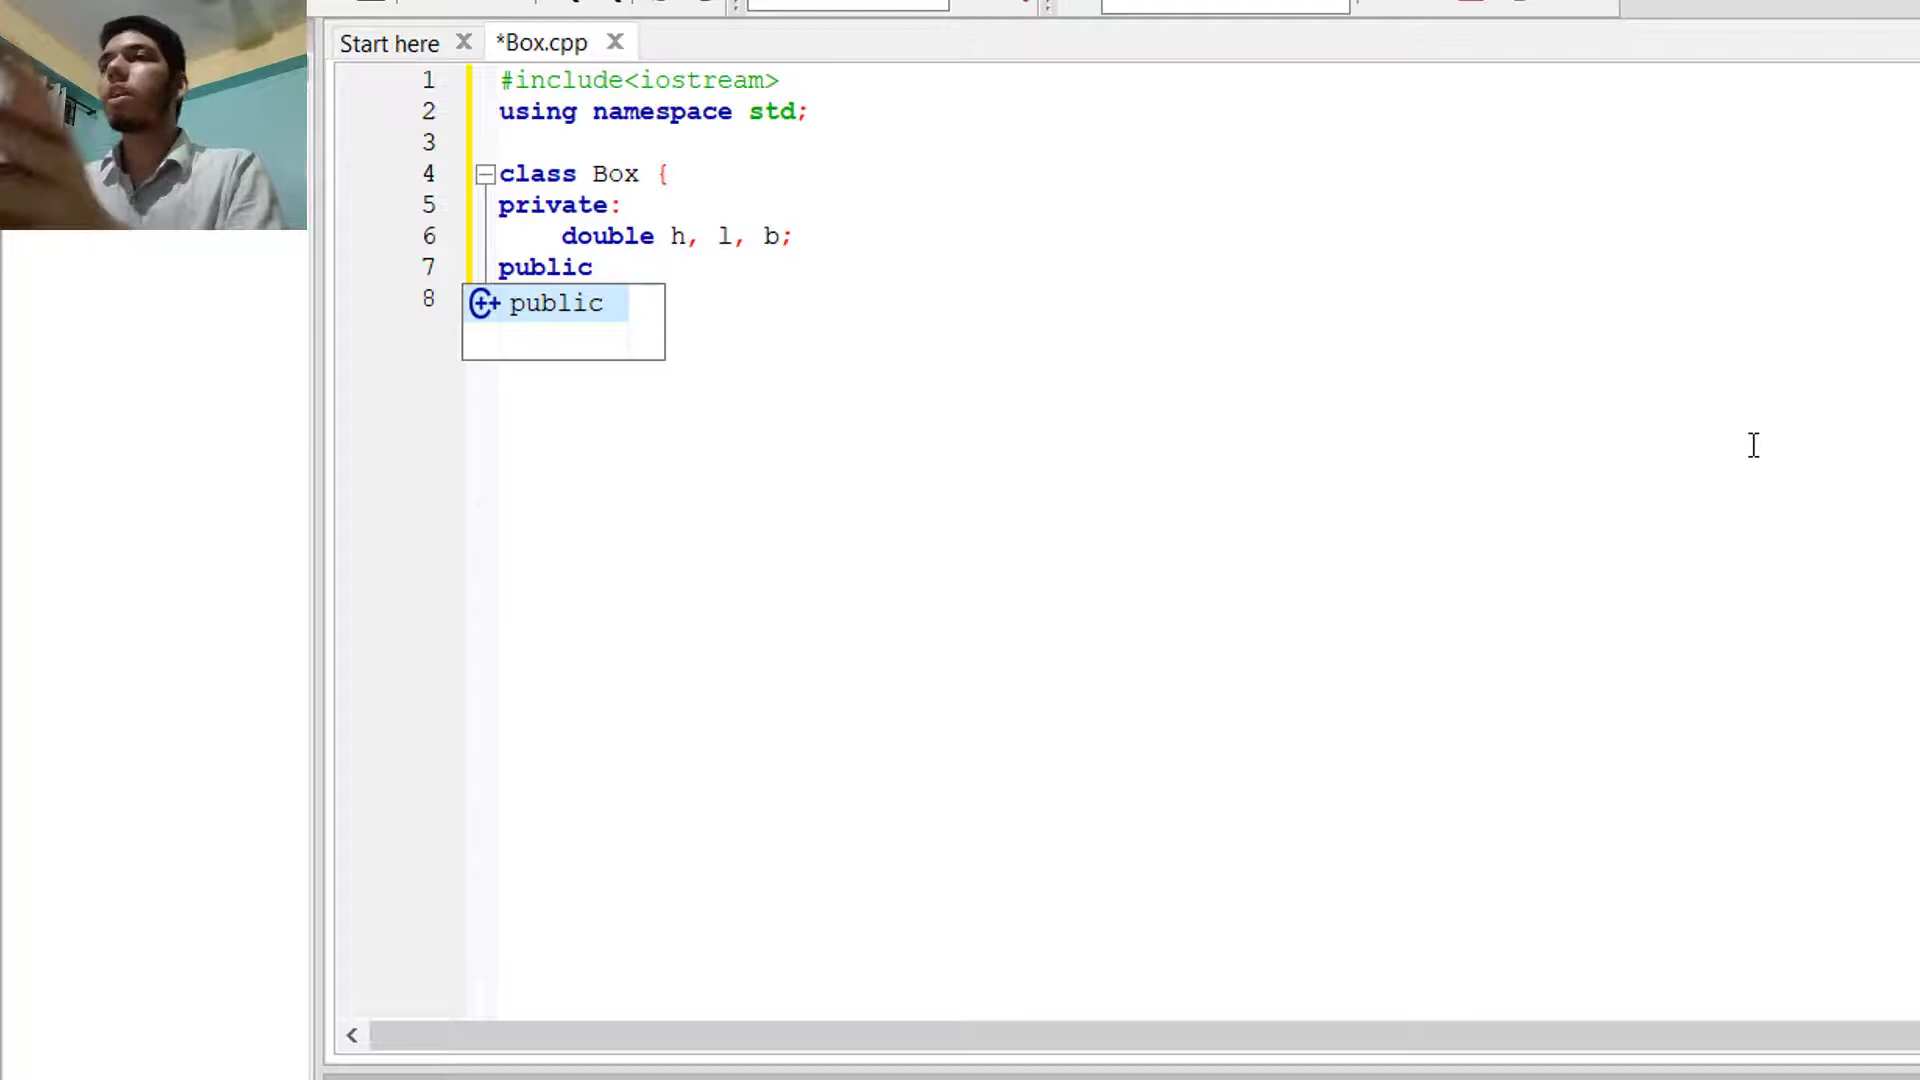 Start here
*Box.cpp
1 #include<iostream>
2 using namespace std;
3
4 class Box {
5 private:
6 double h, l, b;
7 public
8
public